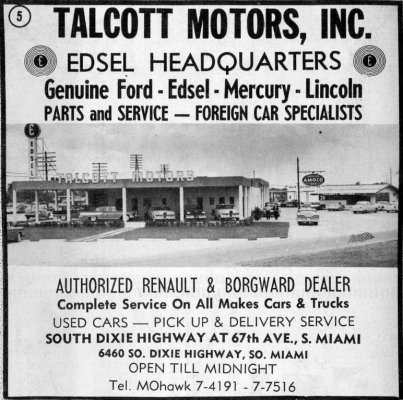 5
TALCOTT MOTORS, INC.
E EDSEL HEADQUARTERS E
Genuine Ford - Edsel - Mercury - Lincoln
PARTS and SERVICE — FOREIGN CAR SPECIALISTS
E
EDSEL
TALCOTT MOTORS
AMOCO
AUTHORIZED RENAULT & BORGWARD DEALER
Complete Service On All Makes Cars & Trucks
USED CARS — PICK UP & DELIVERY SERVICE
SOUTH DIXIE HIGHWAY AT 67th AVE., S. MIAMI
6460 SO. DIXIE HIGHWAY, SO. MIAMI
OPEN TILL MIDNIGHT
Tel. MOhawk 7-4191 - 7-7516